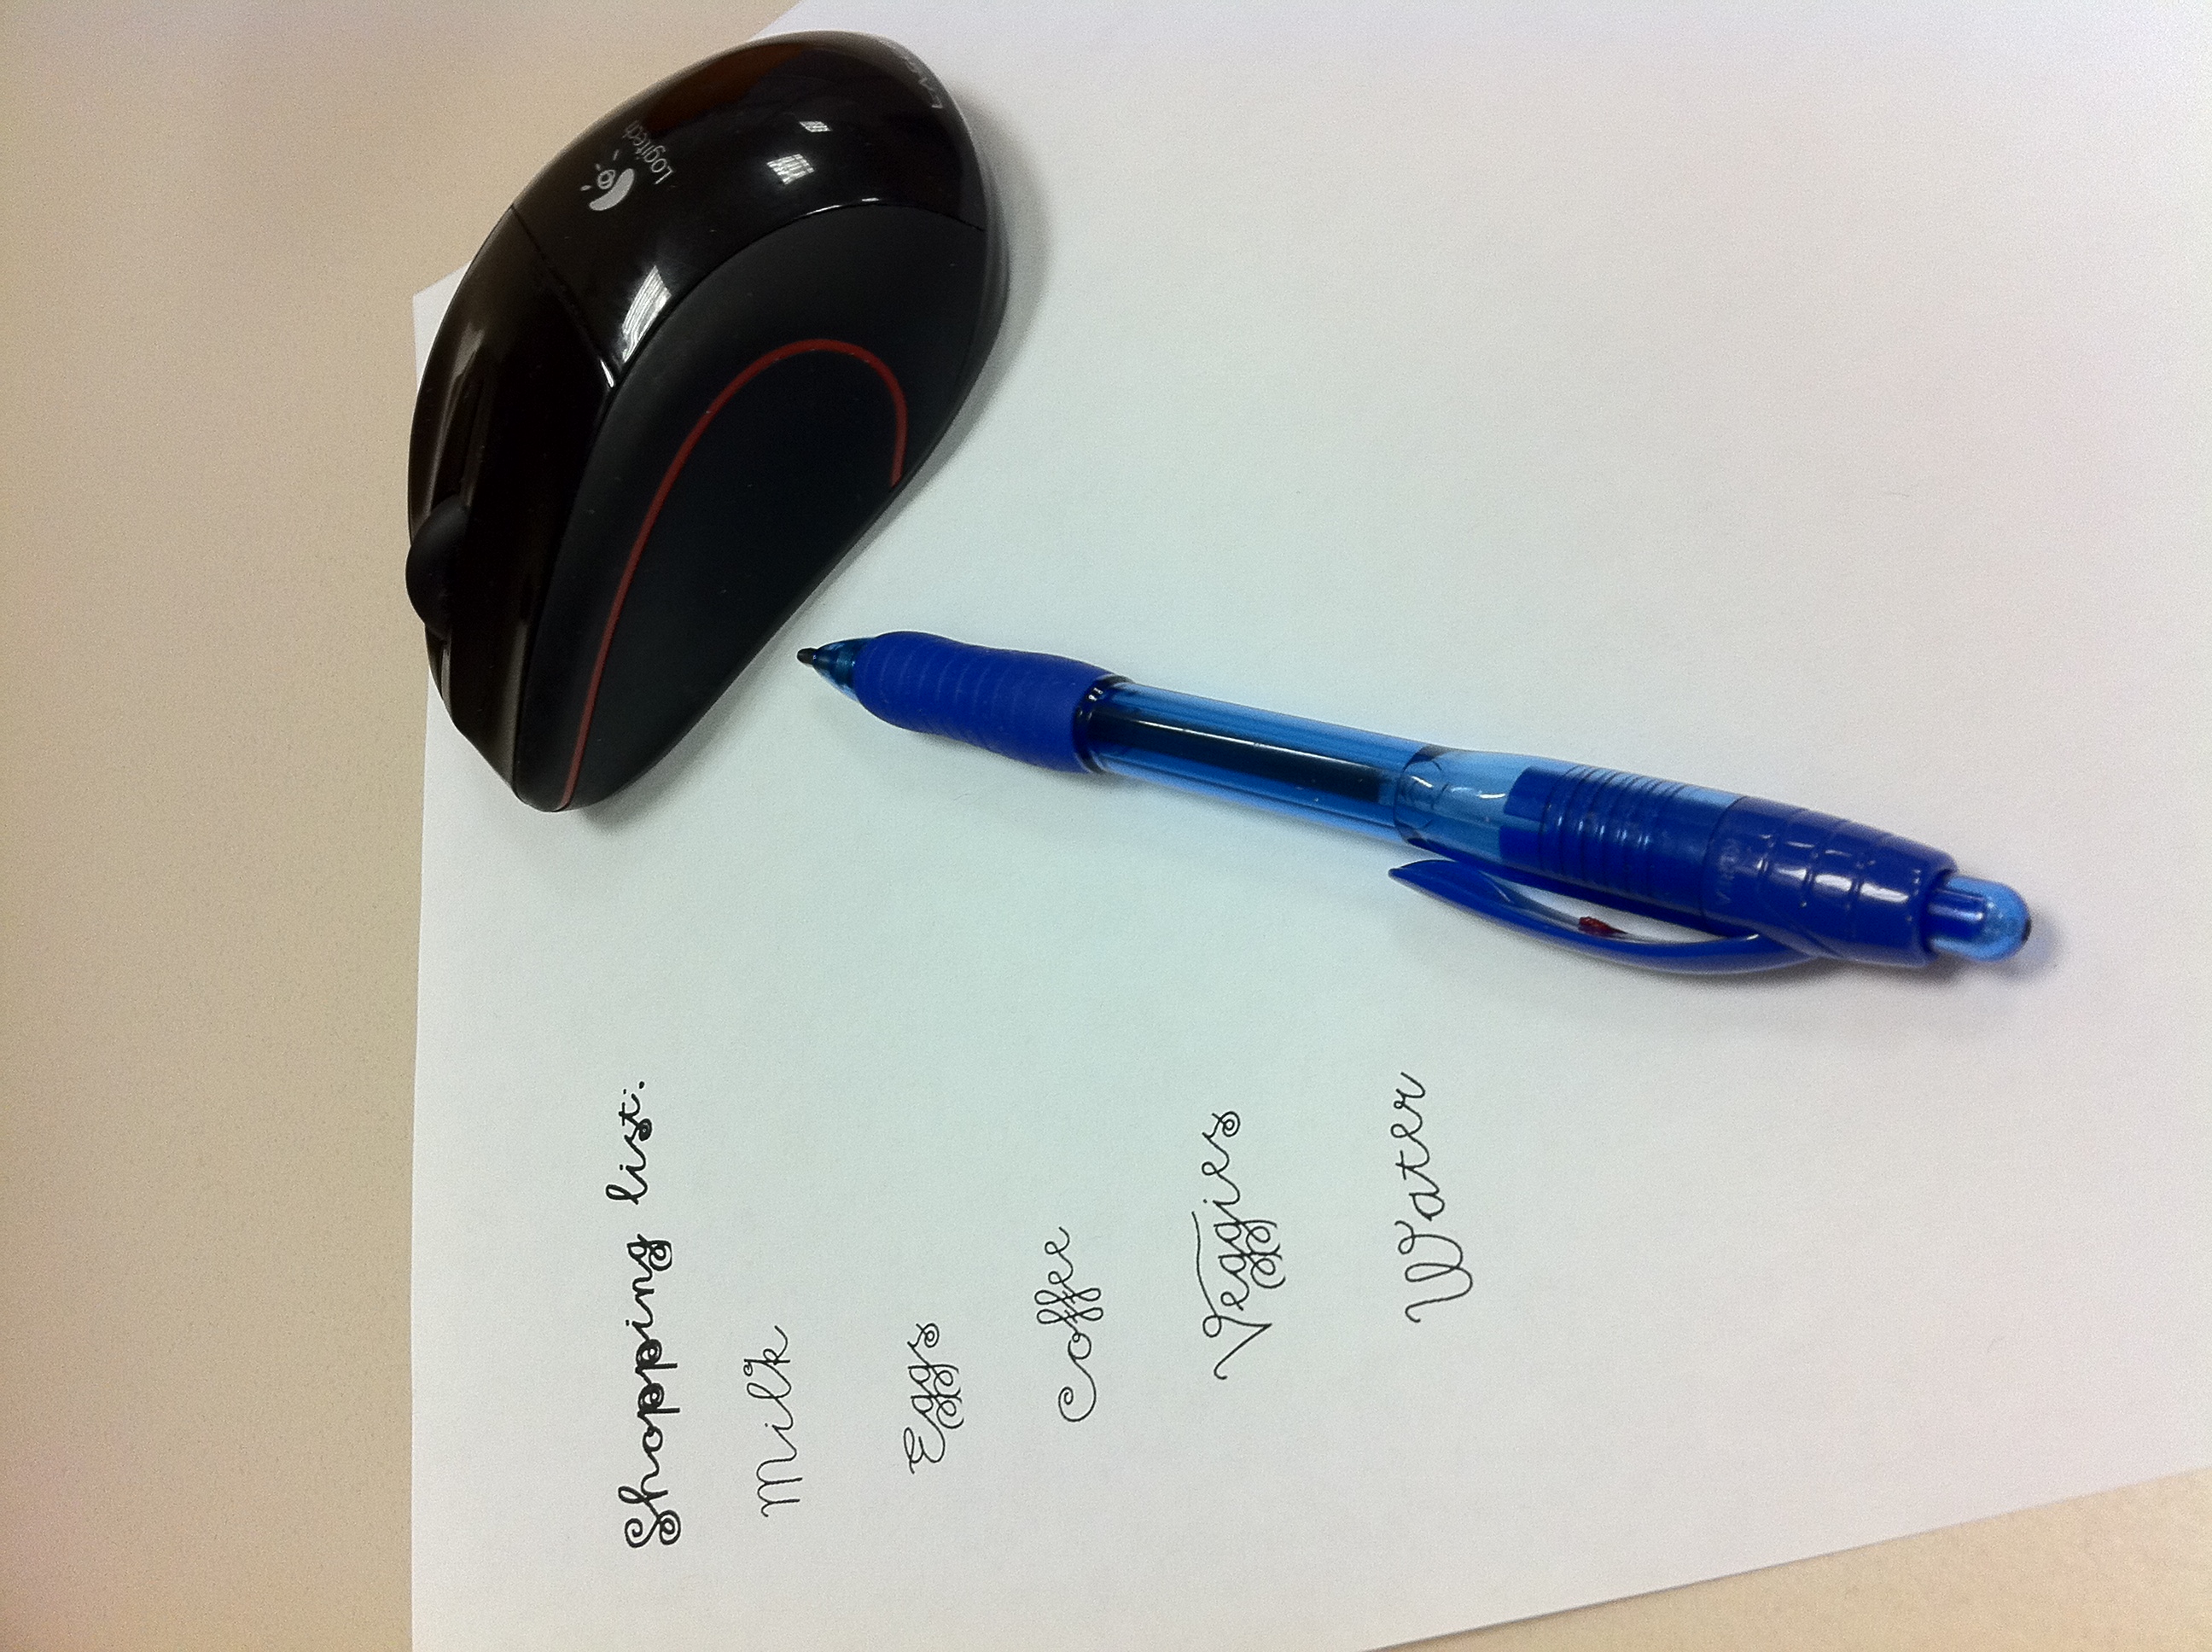 Shopping list:
Milk
Eggs
Coffee
Veggies
Water
Logitech